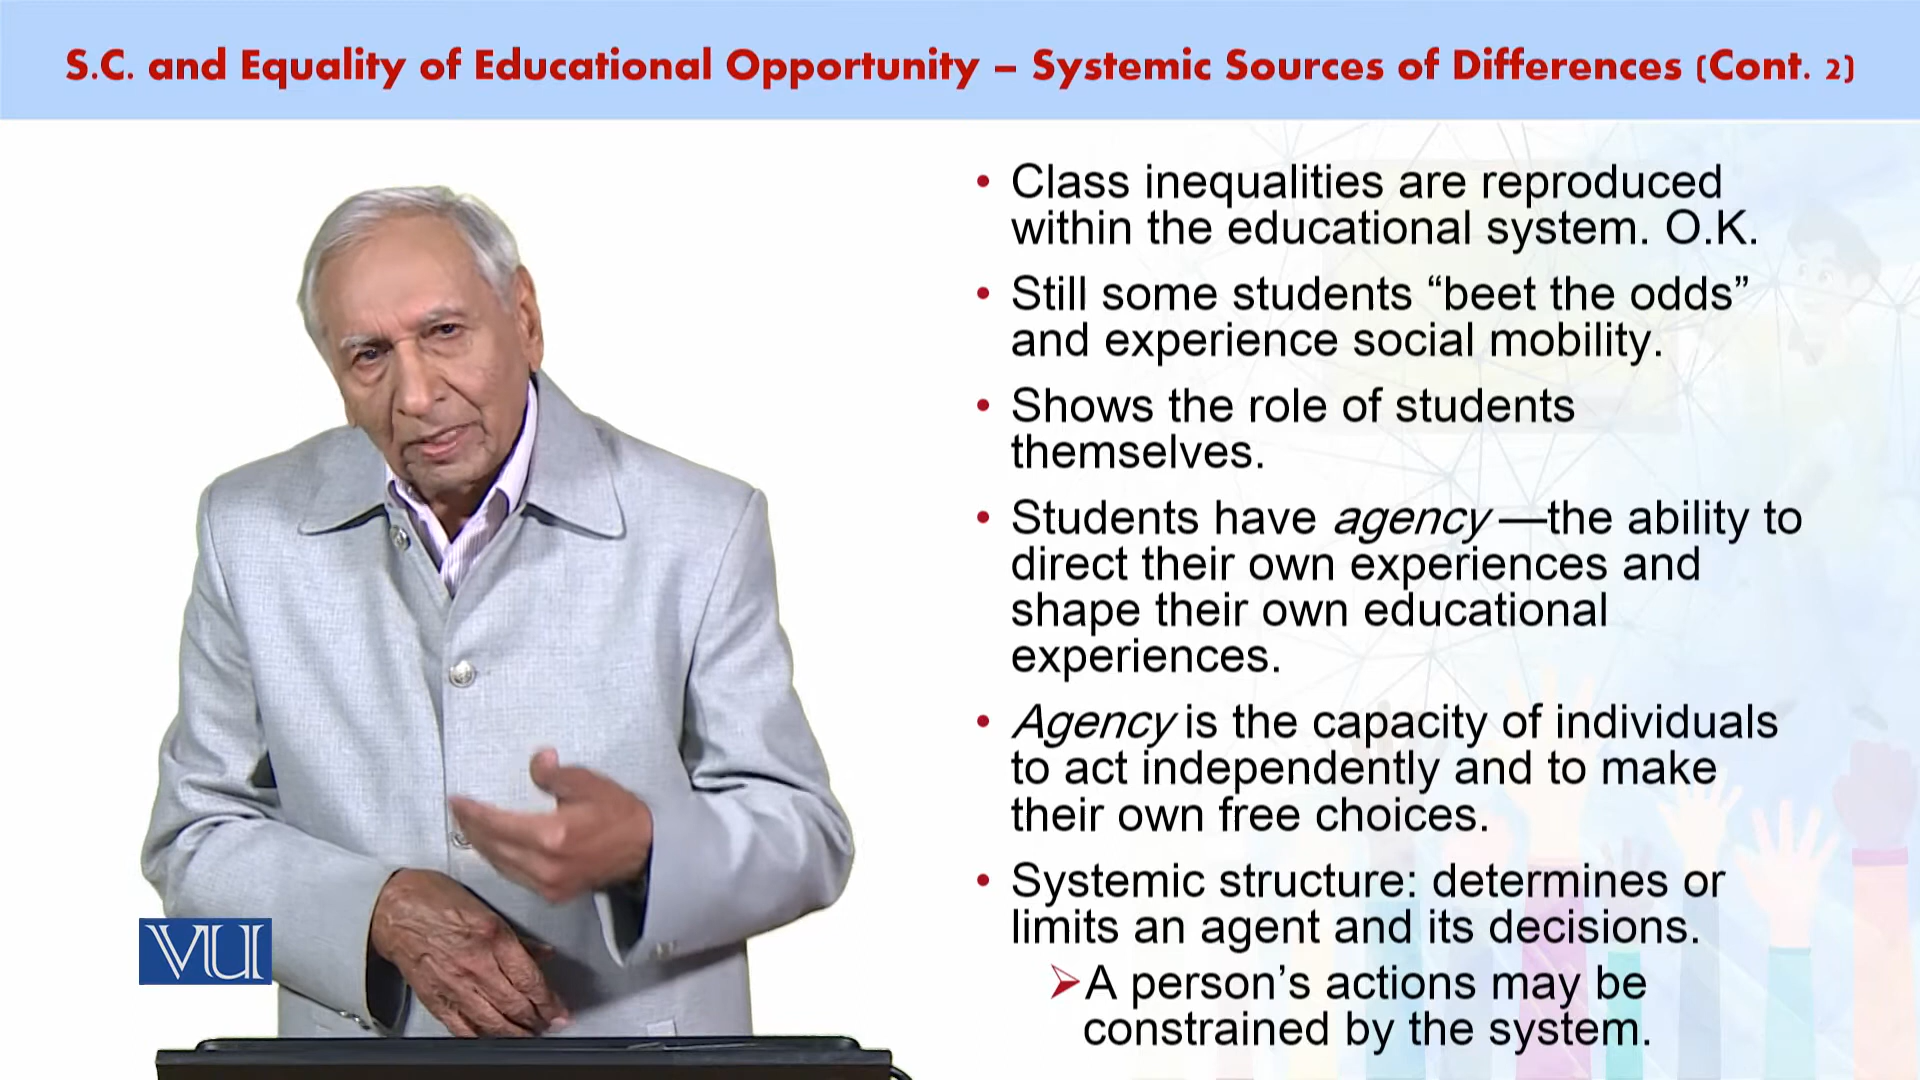 S.C. and Equality of Educational Opportunity – Systemic Sources of Differences (Cont. 2)
• Class inequalities are reproduced
within the educational system. O.K.
• Still some students “beet the odds”
and experience social mobility.
• Shows the role of students
themselves.
• Students have agency—the ability to
direct their own experiences and
shape their own educational
experiences.
• Agency is the capacity of individuals
to act independently and to make
their own free choices.
• Systemic structure: determines or
limits an agent and its decisions.
➢A person’s actions may be
constrained by the system.
VU